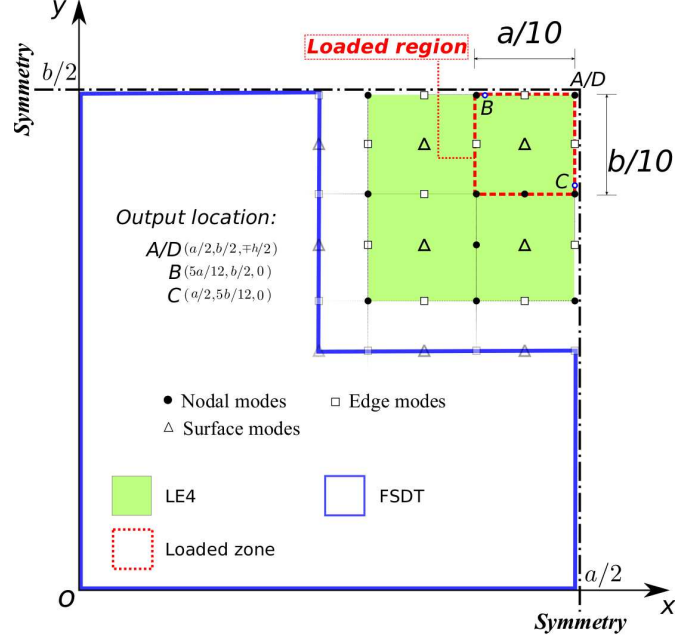 y
a/10
Loaded region
A/D
b/2
Symmetry
B
b/10
C
Output location:
A/D (a/2,b/2,∓h/2)
B (5a/12,b/2,0)
C (a/2,5b/12,0)
Nodal modes
Edge modes
Surface modes
LE4
FSDT
Loaded zone
a/2
O
x
Symmetry